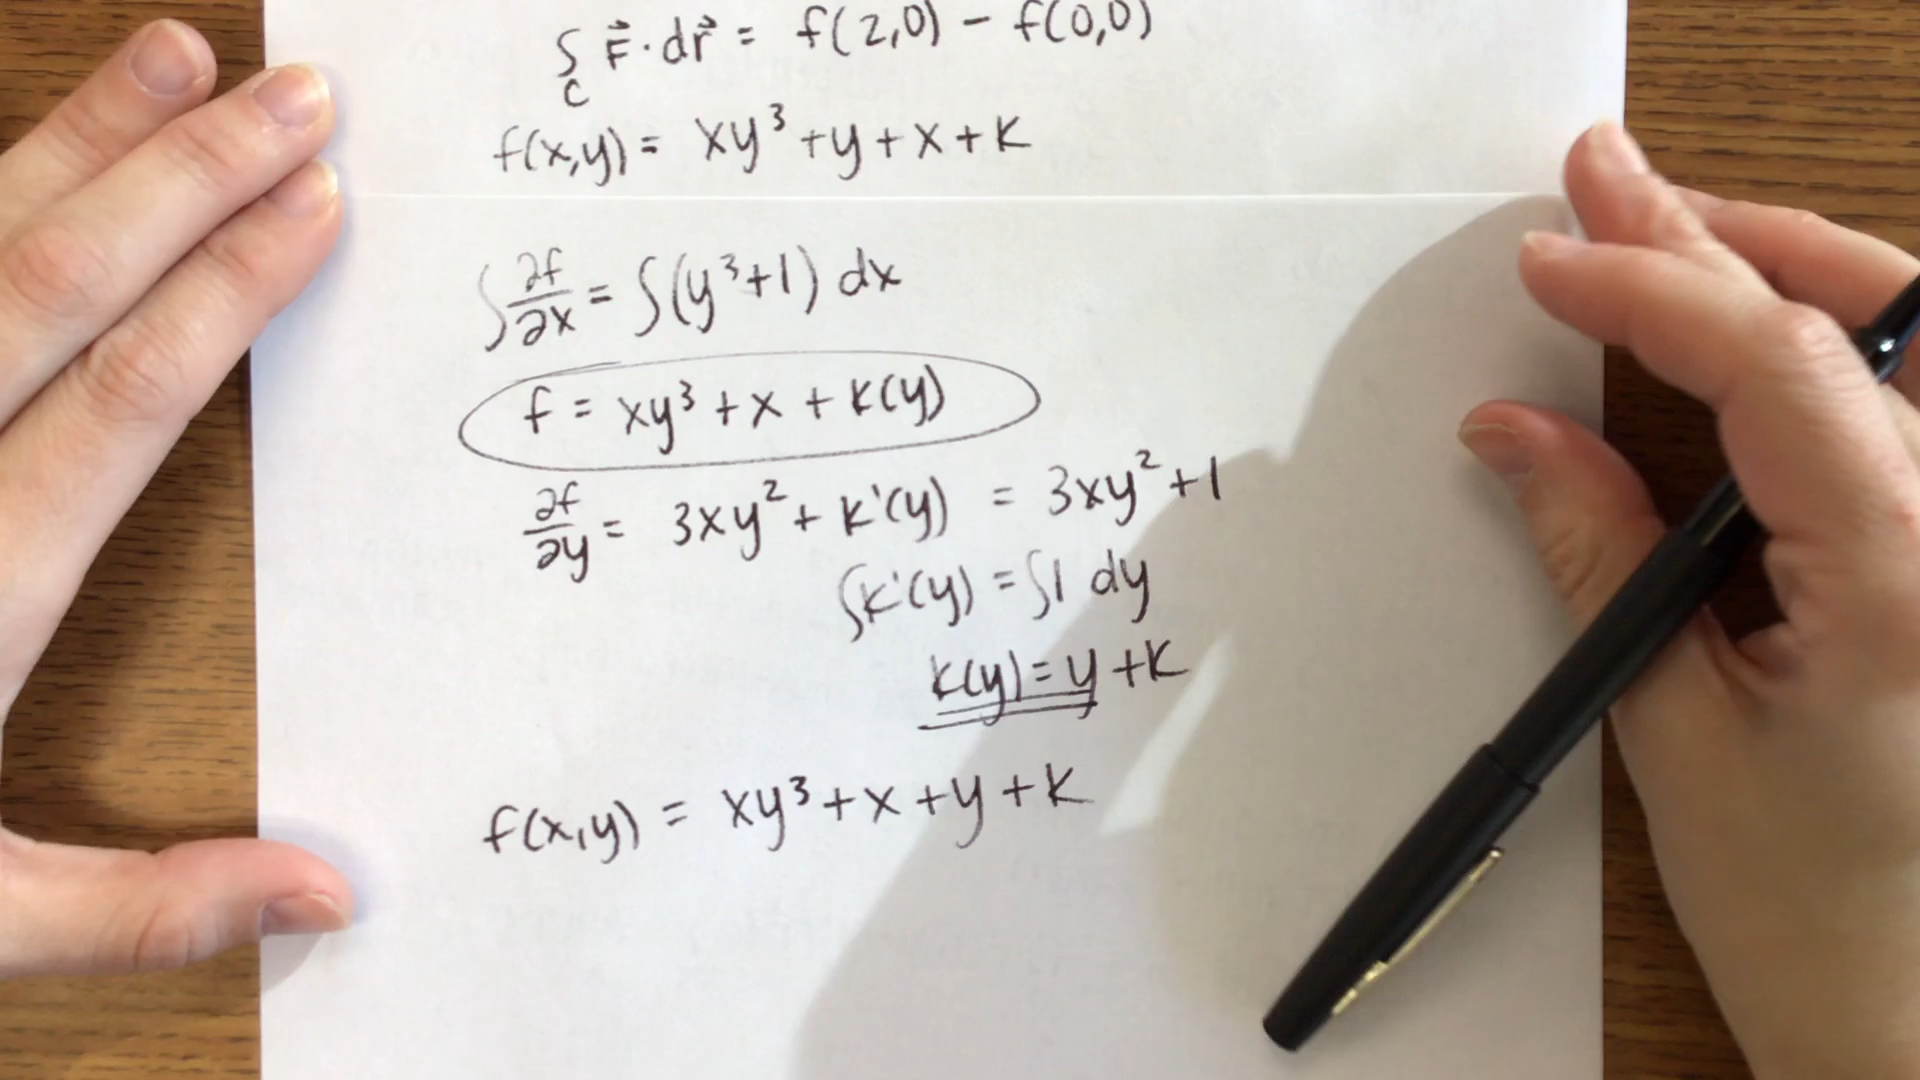 ∫_C F⃗ · dr⃗ = f(2,0) − f(0,0)
f(x,y) = xy³ + y + x + K
∫ ∂f/∂x = ∫(y³+1) dx
f = xy³ + x + k(y)
∂f/∂y = 3xy² + k'(y) = 3xy² + 1
∫k'(y) = ∫1 dy
k(y) = y + K
f(x,y) = xy³ + x + y + K